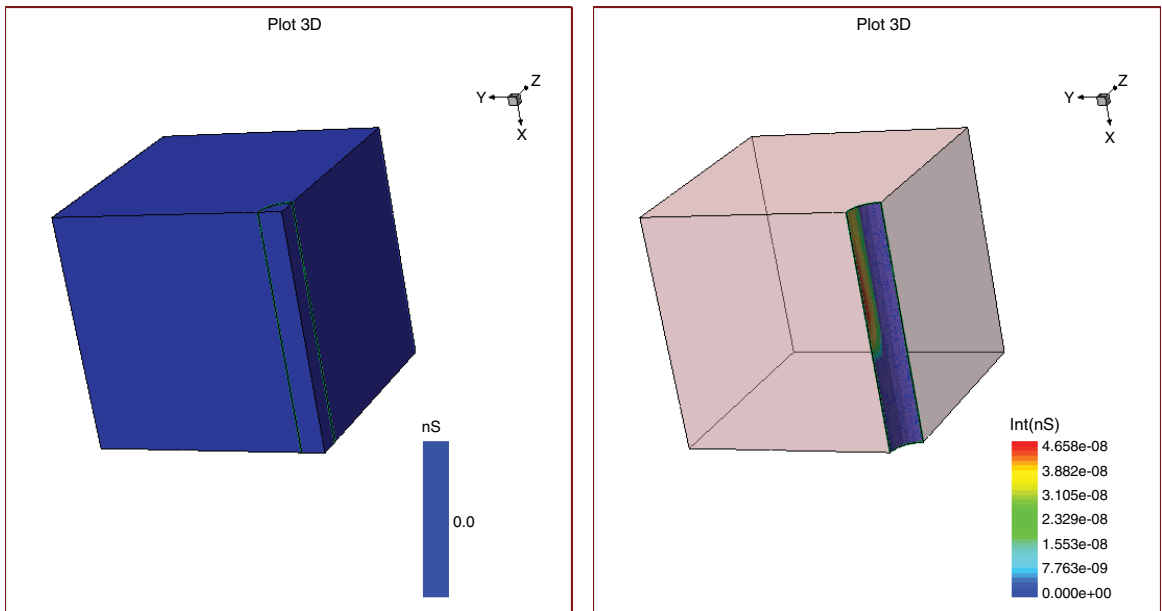 Plot 3D
Z
Y
X
nS
0.0
Plot 3D
Z
Y
X
Int(nS)
4.658e-08
3.882e-08
3.105e-08
2.329e-08
1.553e-08
7.763e-09
0.000e+00